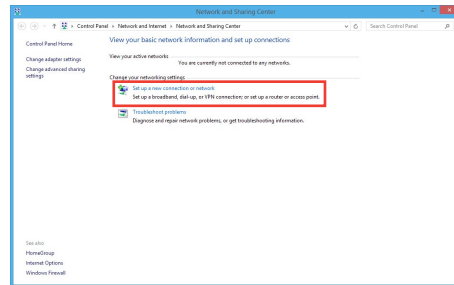 Network and Sharing Center
Control Panel › Network and Internet › Network and Sharing Center
Search Control Panel
Control Panel Home
View your basic network information and set up connections
View your active networks
You are currently not connected to any networks.
Change adapter settings
Change advanced sharing
settings
Change your networking settings
Set up a new connection or network
Set up a broadband, dial-up, or VPN connection; or set up a router or access point.
Troubleshoot problems
Diagnose and repair network problems, or get troubleshooting information.
See also
HomeGroup
Internet Options
Windows Firewall